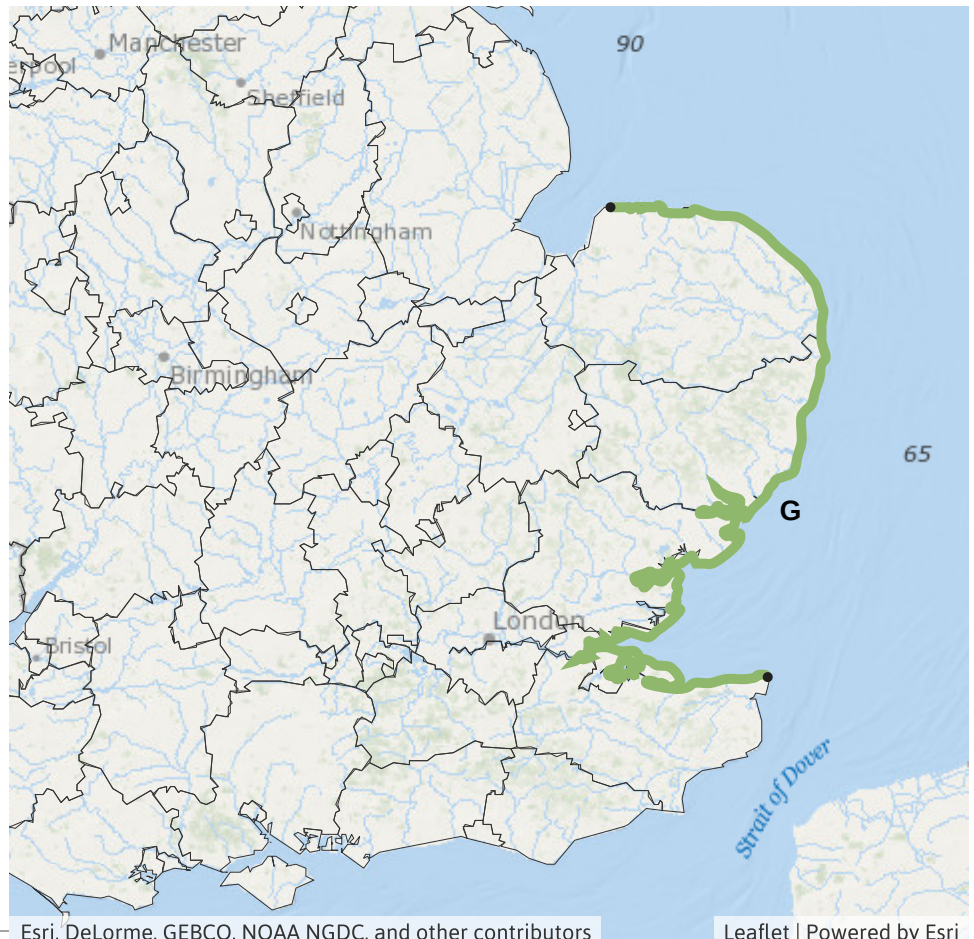 Manchester
90
erpool
Sheffield
Nottingham
Birmingham
65
G
London
Bristol
Strait of Dover
Esri, DeLorme, GEBCO, NOAA NGDC, and other contributors
Leaflet | Powered by Esri